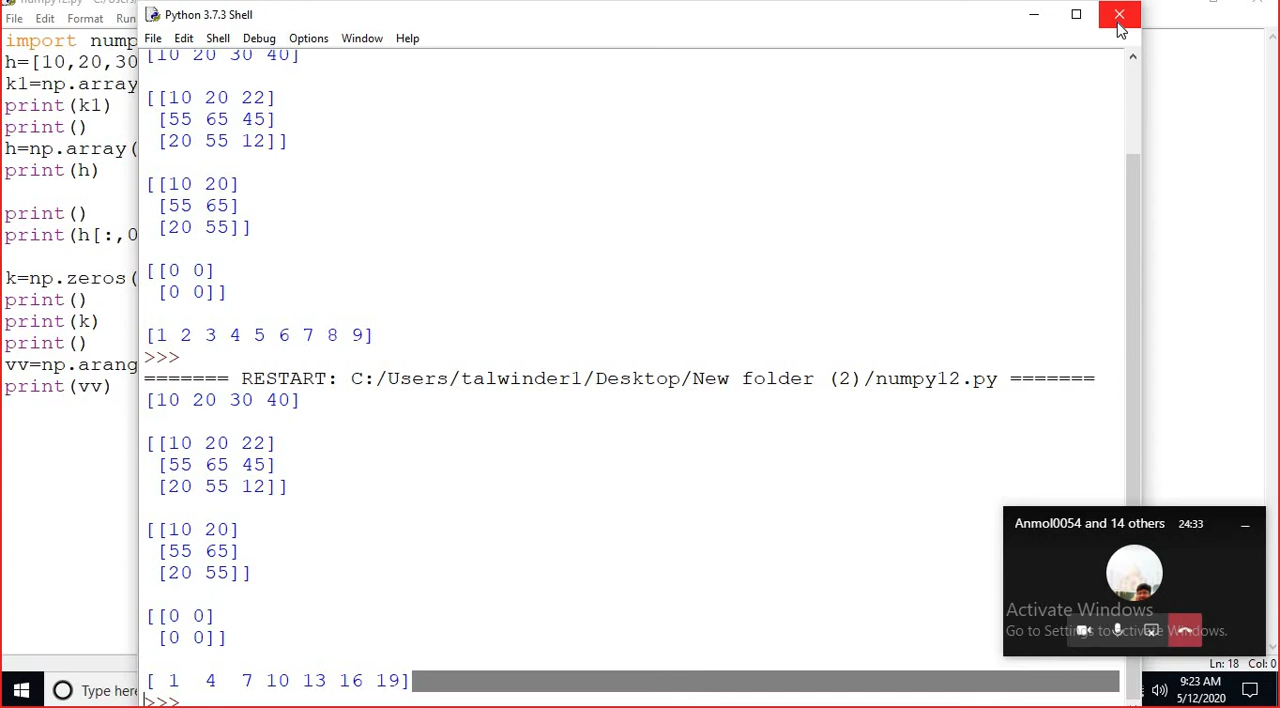 Python 3.7.3 Shell
File Edit Format Run
File Edit Shell Debug Options Window Help
import nump
h=[10,20,30
k1=np.array
print(k1)
print()
h=np.array(
print(h)
print()
print(h[:,0
k=np.zeros(
print()
print(k)
print()
vv=np.arang
print(vv)
[10 20 30 40]
[[10 20 22]
[55 65 45]
[20 55 12]]
[[10 20]
[55 65]
[20 55]]
[[0 0]
[0 0]]
[1 2 3 4 5 6 7 8 9]
>>>
======= RESTART: C:/Users/talwinder1/Desktop/New folder (2)/numpy12.py =======
[10 20 30 40]
[[10 20 22]
[55 65 45]
[20 55 12]]
[[10 20]
[55 65]
[20 55]]
[[0 0]
[0 0]]
[ 1  4  7 10 13 16 19]
>>>
Anmol0054 and 14 others 24:33
Activate Windows
Go to Settings to activate Windows.
Ln: 18 Col: 0
Type here
9:23 AM
5/12/2020